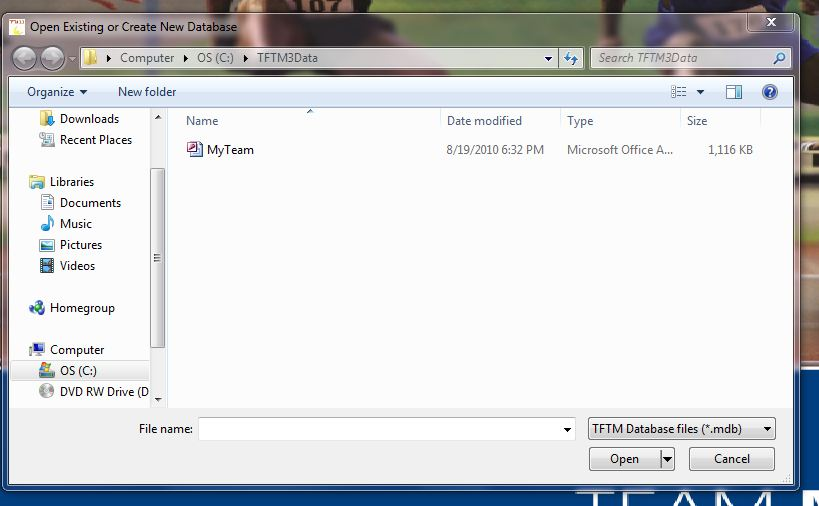 Open Existing or Create New Database
Computer OS (C:) TFTM3Data
Search TFTM3Data
Organize New folder
Name Date modified Type Size
MyTeam 8/19/2010 6:32 PM Microsoft Office A... 1,116 KB
Downloads
Recent Places
Libraries
Documents
Music
Pictures
Videos
Homegroup
Computer
OS (C:)
DVD RW Drive (D
File name:
TFTM Database files (*.mdb)
Open Cancel
TEAM